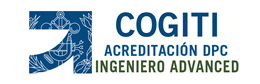 COGITI
ACREDITACIÓN DPC
INGENIERO ADVANCED